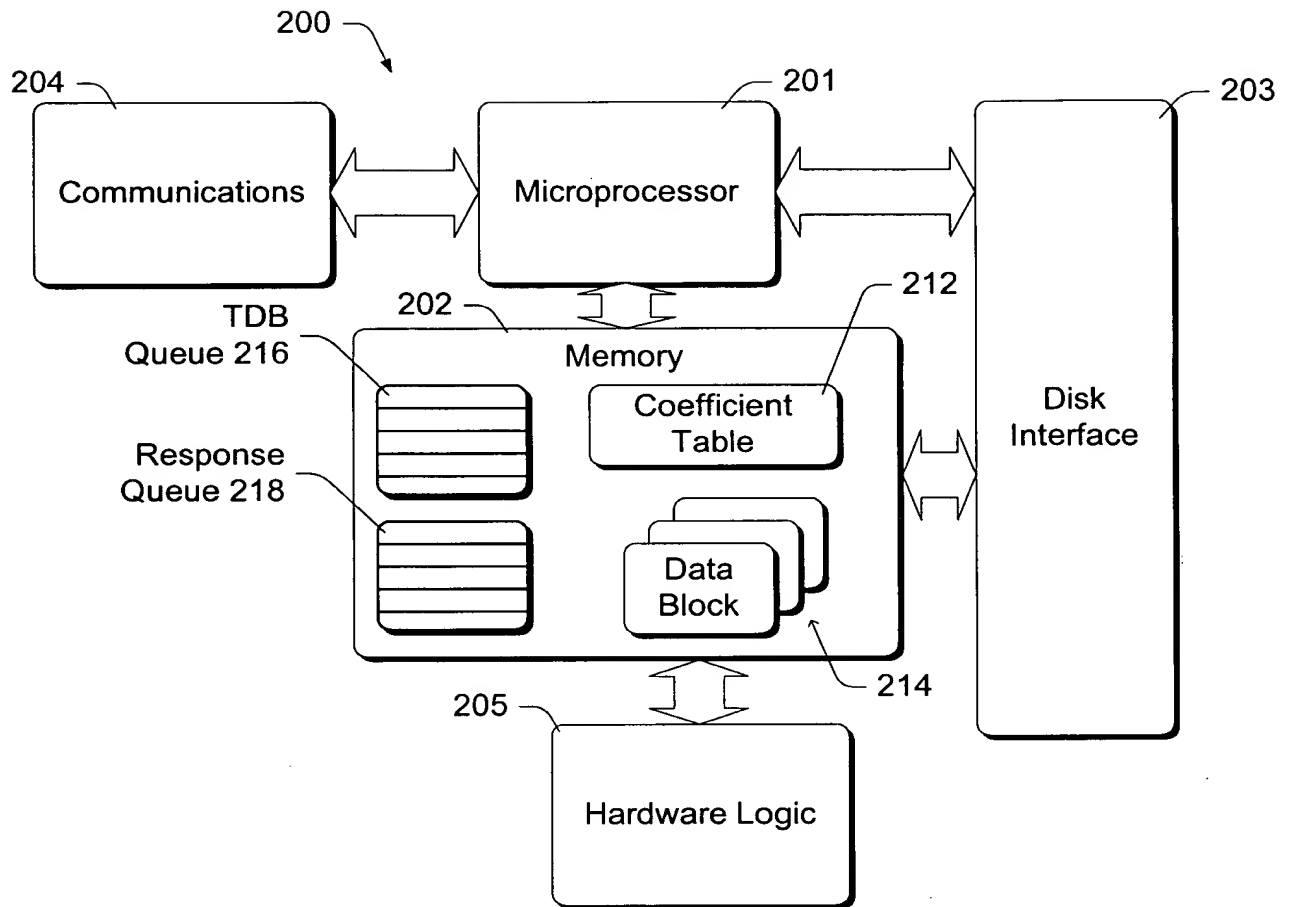 200
204
201
203
Communications
Microprocessor
TDB
Queue 216
202
212
Memory
Coefficient
Table
Disk
Interface
Response
Queue 218
Data
Block
214
205
Hardware Logic